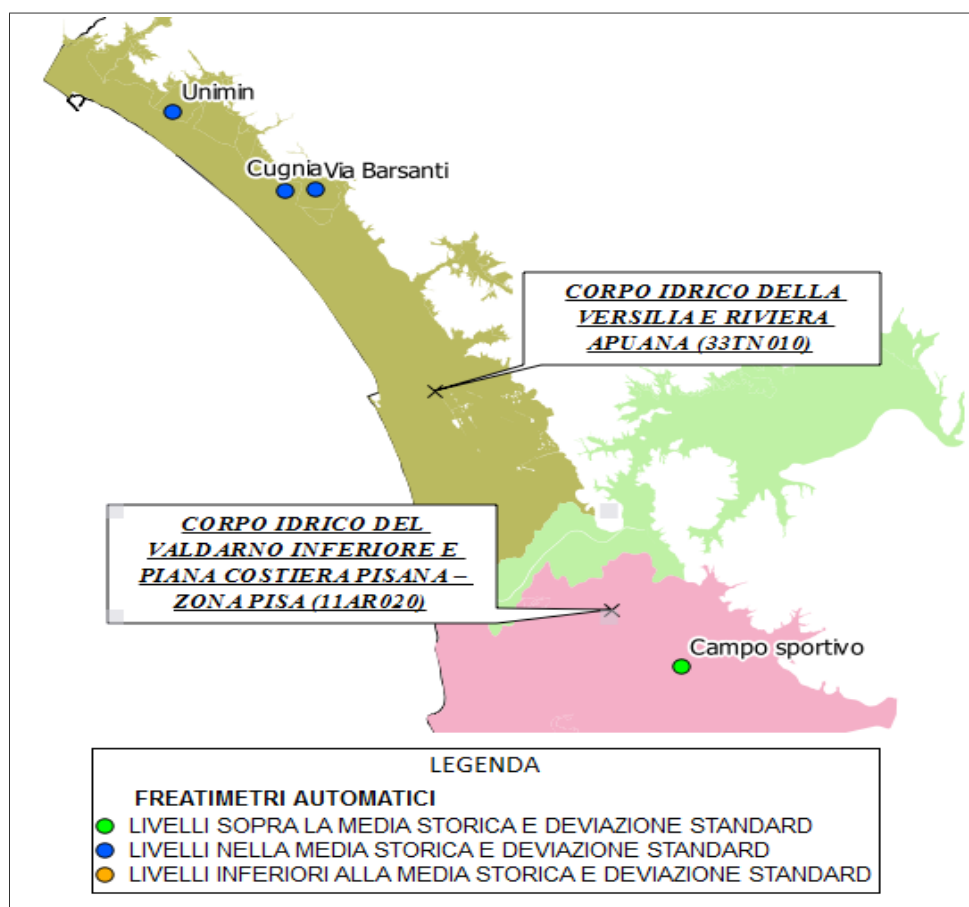 Unimin
Cugnia Via Barsanti
CORPO IDRICO DELLA
VERSILIA E RIVIERA
APUANA (33TN010)
CORPO IDRICO DEL
VALDARNO INFERIORE E
PIANA COSTIERA PISANA –
ZONA PISA (11AR020)
Campo sportivo
LEGENDA
FREATIMETRI AUTOMATICI
LIVELLI SOPRA LA MEDIA STORICA E DEVIAZIONE STANDARD
LIVELLI NELLA MEDIA STORICA E DEVIAZIONE STANDARD
LIVELLI INFERIORI ALLA MEDIA STORICA E DEVIAZIONE STANDARD